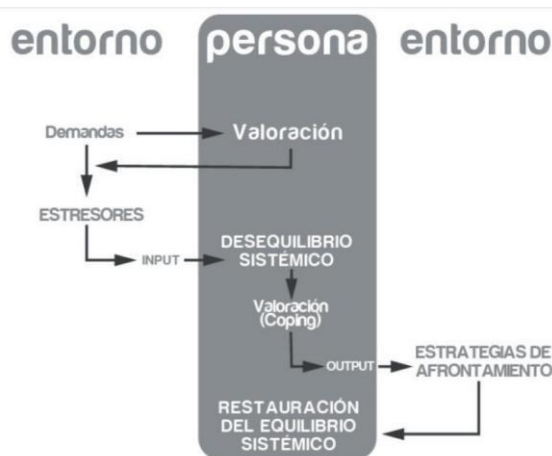 entorno persona entorno
Demandas Valoración
ESTRESORES
DESEQUILIBRIO
SISTÉMICO
INPUT
Valoración
(Coping)
OUTPUT
ESTRATEGIAS DE
AFRONTAMIENTO
RESTAURACIÓN
DEL EQUILIBRIO
SISTÉMICO